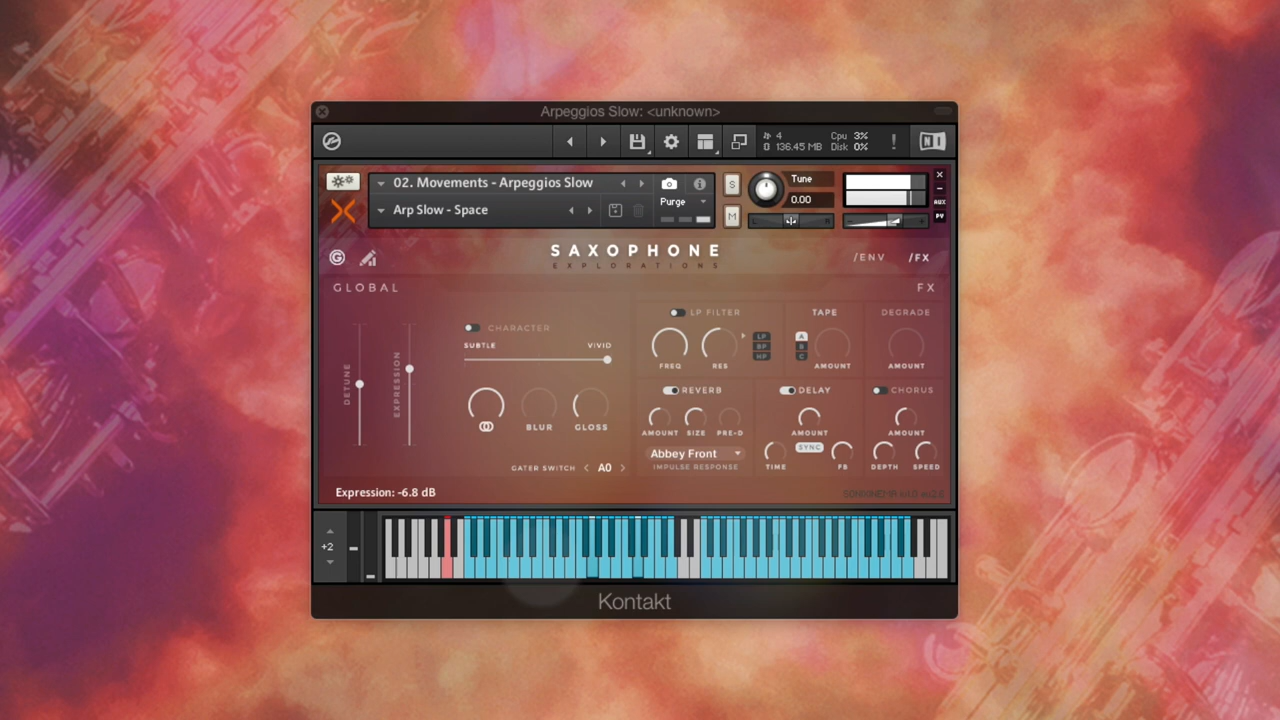 Arpeggios Slow: <unknown>
4
136.45 MB
Cpu 3%
Disk 0%
!
NI
02. Movements - Arpeggios Slow
Arp Slow - Space
Purge
S
M
Tune
0.00
L R
AUX
PV
SAXOPHONE
EXPLORATIONS
/ENV /FX
GLOBAL
FX
DETUNE
EXPRESSION
CHARACTER
SUBTLE VIVID
BLUR GLOSS
GATER SWITCH < A0 >
LP FILTER
FREQ RES
LP
BP
HP
TAPE
A
B
C
AMOUNT
DEGRADE
AMOUNT
REVERB
AMOUNT SIZE PRE-D
Abbey Front
IMPULSE RESPONSE
DELAY
AMOUNT
SYNC
TIME FB
CHORUS
AMOUNT
DEPTH SPEED
Expression: -6.8 dB
+2
Kontakt